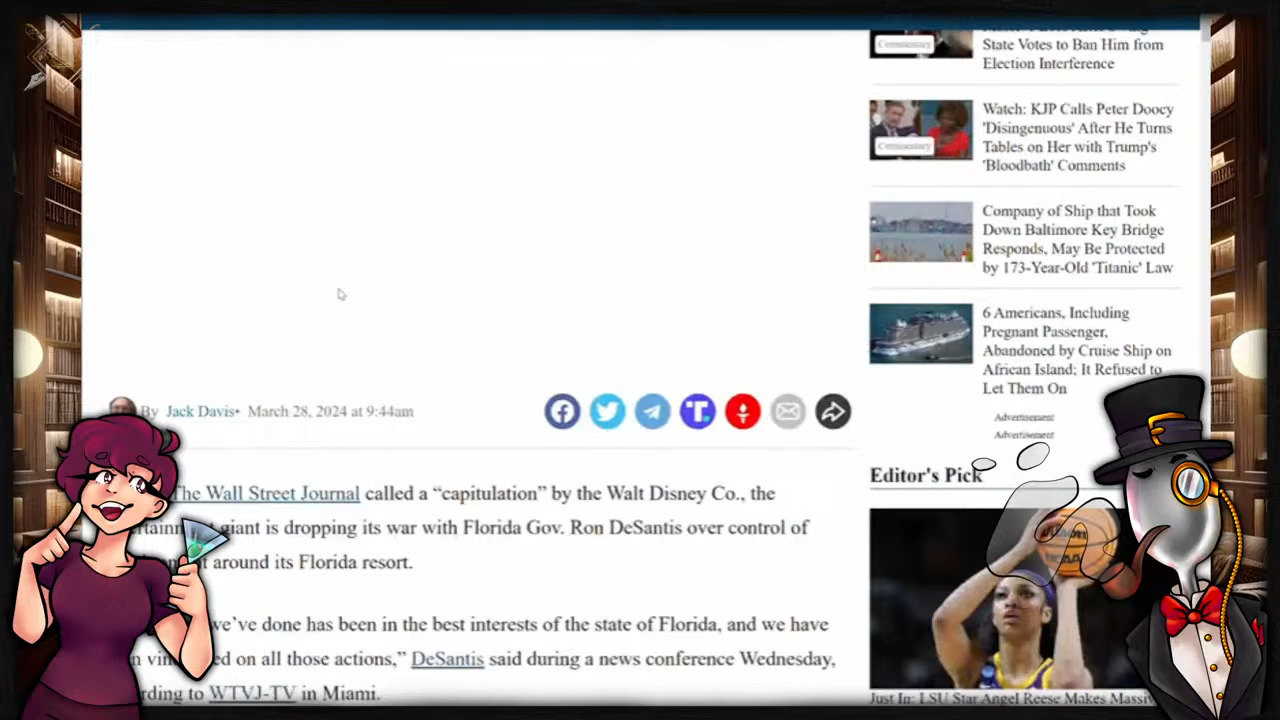 State Votes to Ban Him from
Election Interference
Commentary
Watch: KJP Calls Peter Doocy
'Disingenuous' After He Turns
Tables on Her with Trump's
'Bloodbath' Comments
Commentary
Company of Ship that Took
Down Baltimore Key Bridge
Responds, May Be Protected
by 173-Year-Old 'Titanic' Law
6 Americans, Including
Pregnant Passenger,
Abandoned by Cruise Ship on
African Island; It Refused to
Let Them On
Advertisement
Advertisement
By Jack Davis• March 28, 2024 at 9:44am
The Wall Street Journal called a “capitulation” by the Walt Disney Co., the
giant is dropping its war with Florida Gov. Ron DeSantis over control of
around its Florida resort.
we’ve done has been in the best interests of the state of Florida, and we have
ed on all those actions,” DeSantis said during a news conference Wednesday,
rding to WTVJ-TV in Miami.
Editor's Pick
Just In: LSU Star Angel Reese Makes Massiv